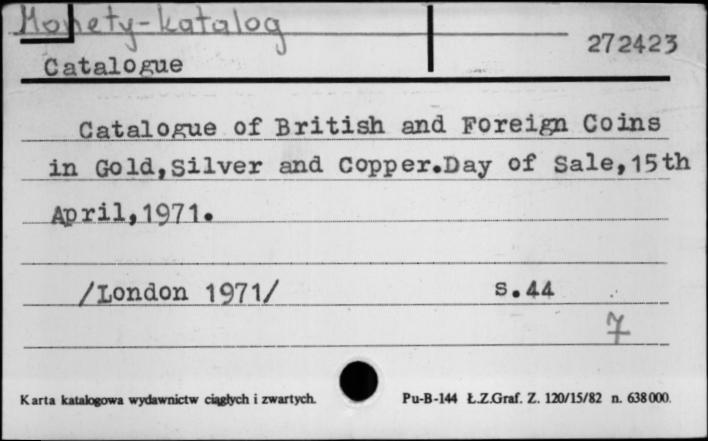 Monety-katalog
272423
Catalogue
Catalogue of British and Foreign Coins
in Gold,Silver and Copper.Day of Sale,15th
April,1971.
/London 1971/ s.44
7
Karta katalogowa wydawnictw ciągłych i zwartych. Pu-B-144 Ł.Z.Graf. Z. 120/15/82 n. 638000.